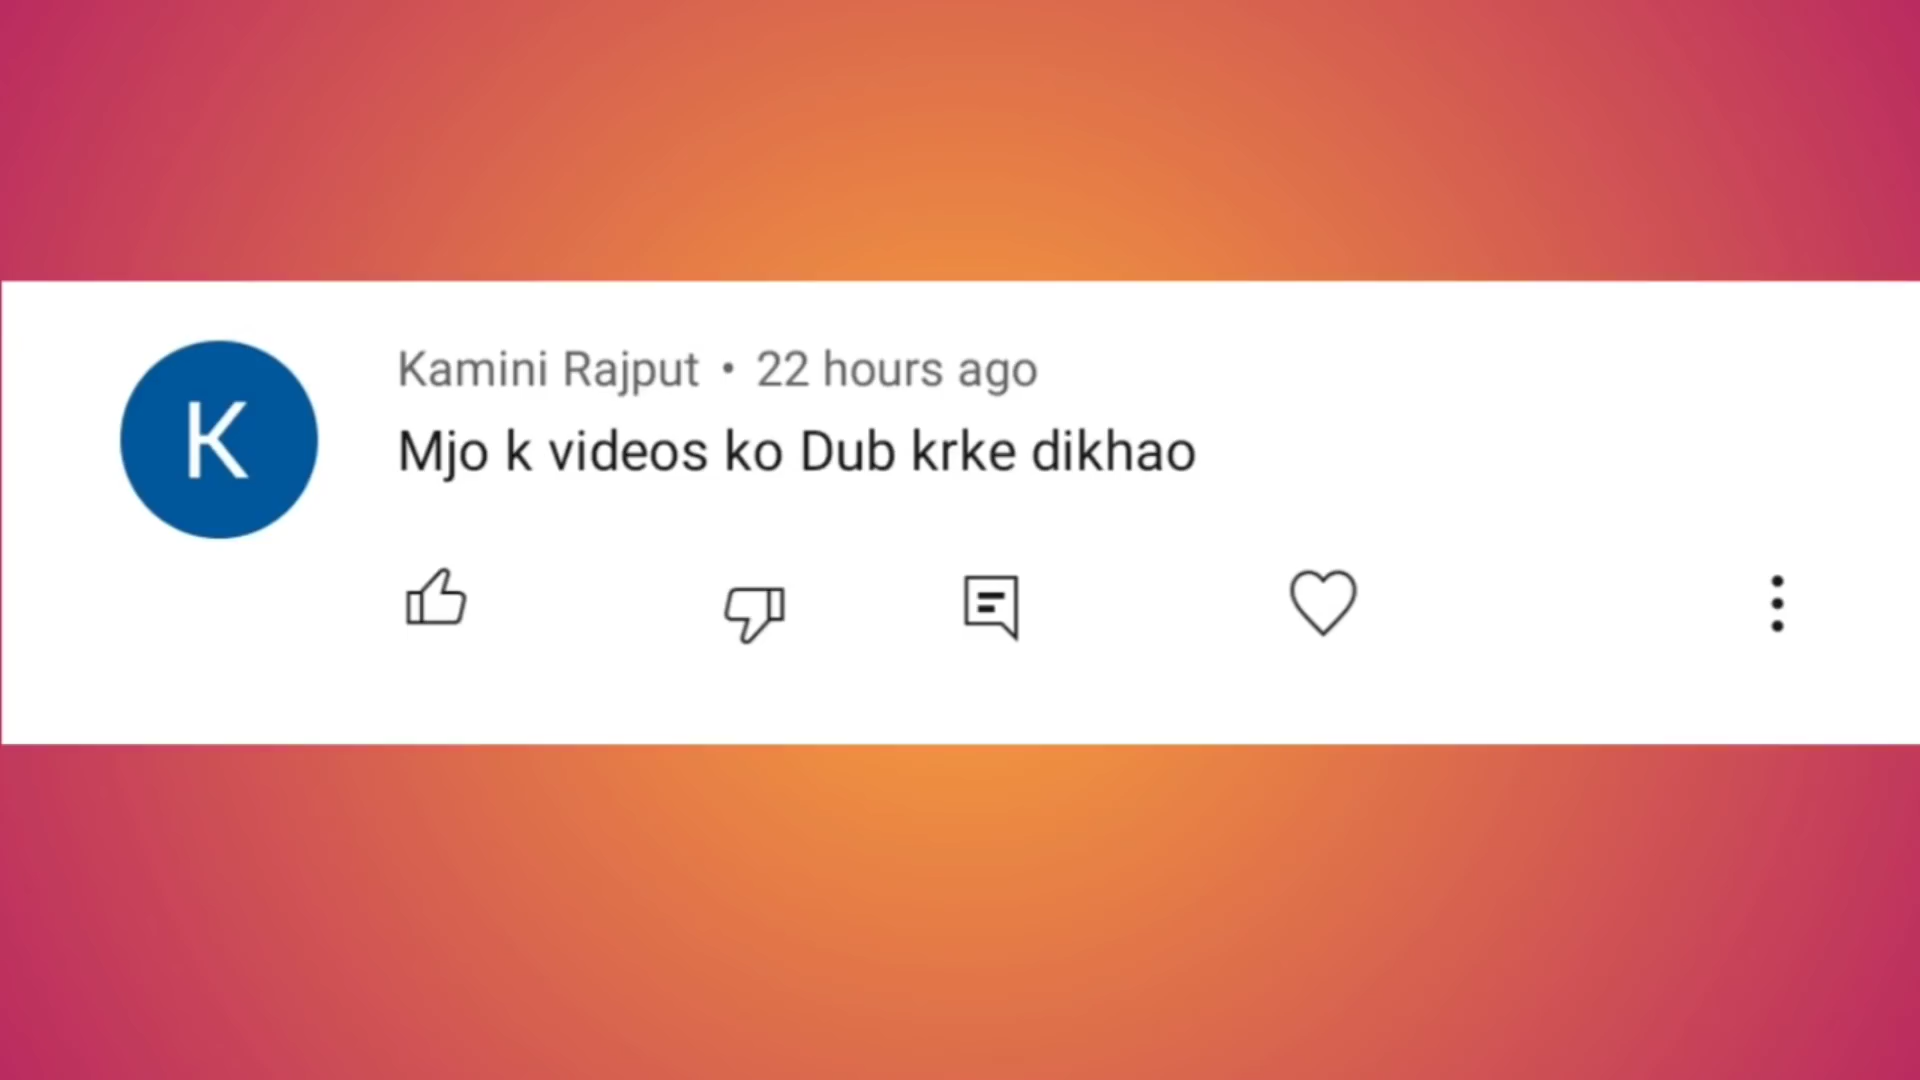 K
Kamini Rajput • 22 hours ago
Mjo k videos ko Dub krke dikhao